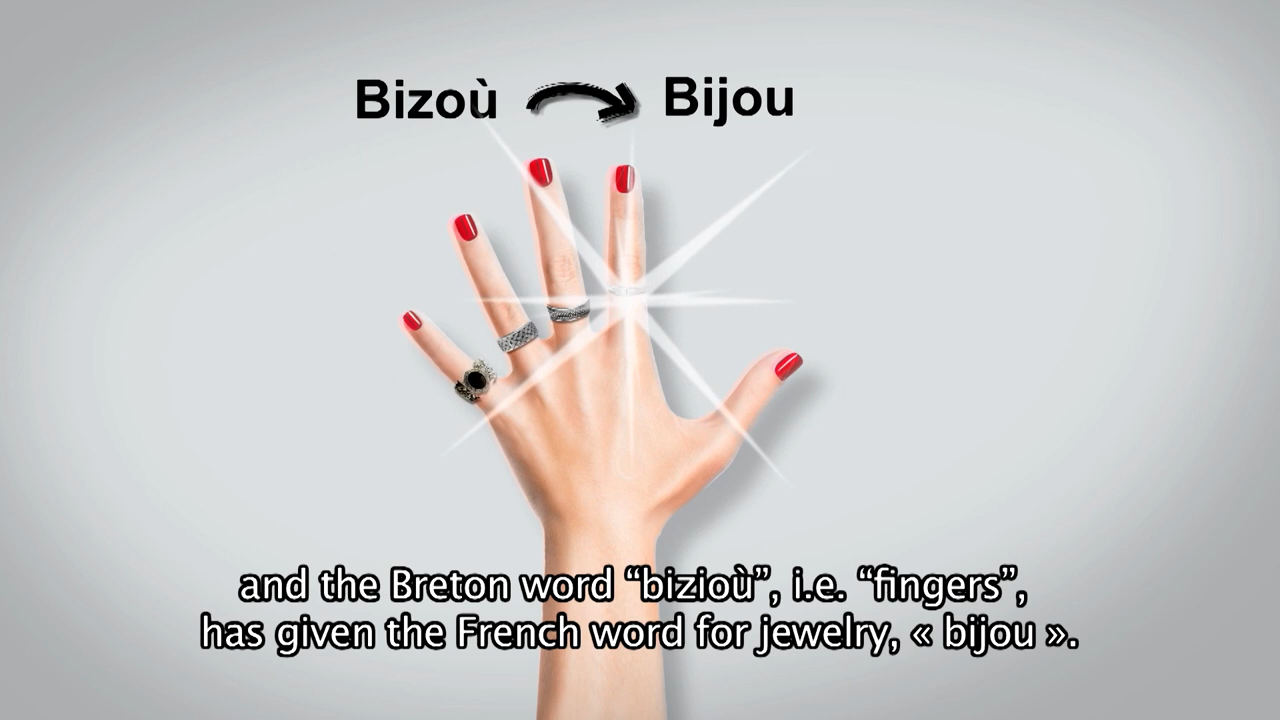 Bizoù Bijou
and the Breton word “bizioù”, i.e. “fingers”,
has given the French word for jewelry, « bijou ».